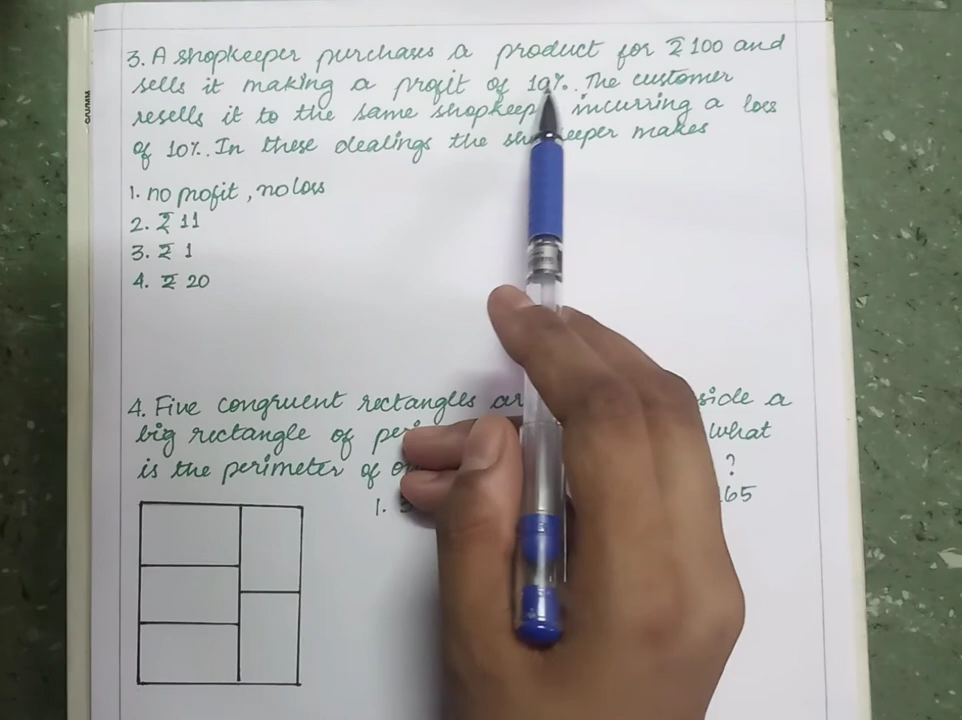 3. A shopkeeper purchases a product for ₹100 and
sells it making a profit of 10%. The customer
resells it to the same shopkeep incurring a loss
of 10%. In these dealings the sh keeper makes
1. no profit, no loss
2. ₹ 11
3. ₹ 1
4. ₹ 20
4. Five congruent rectangles ar side a
big rectangle of per what
is the perimeter of o ?
1. 65